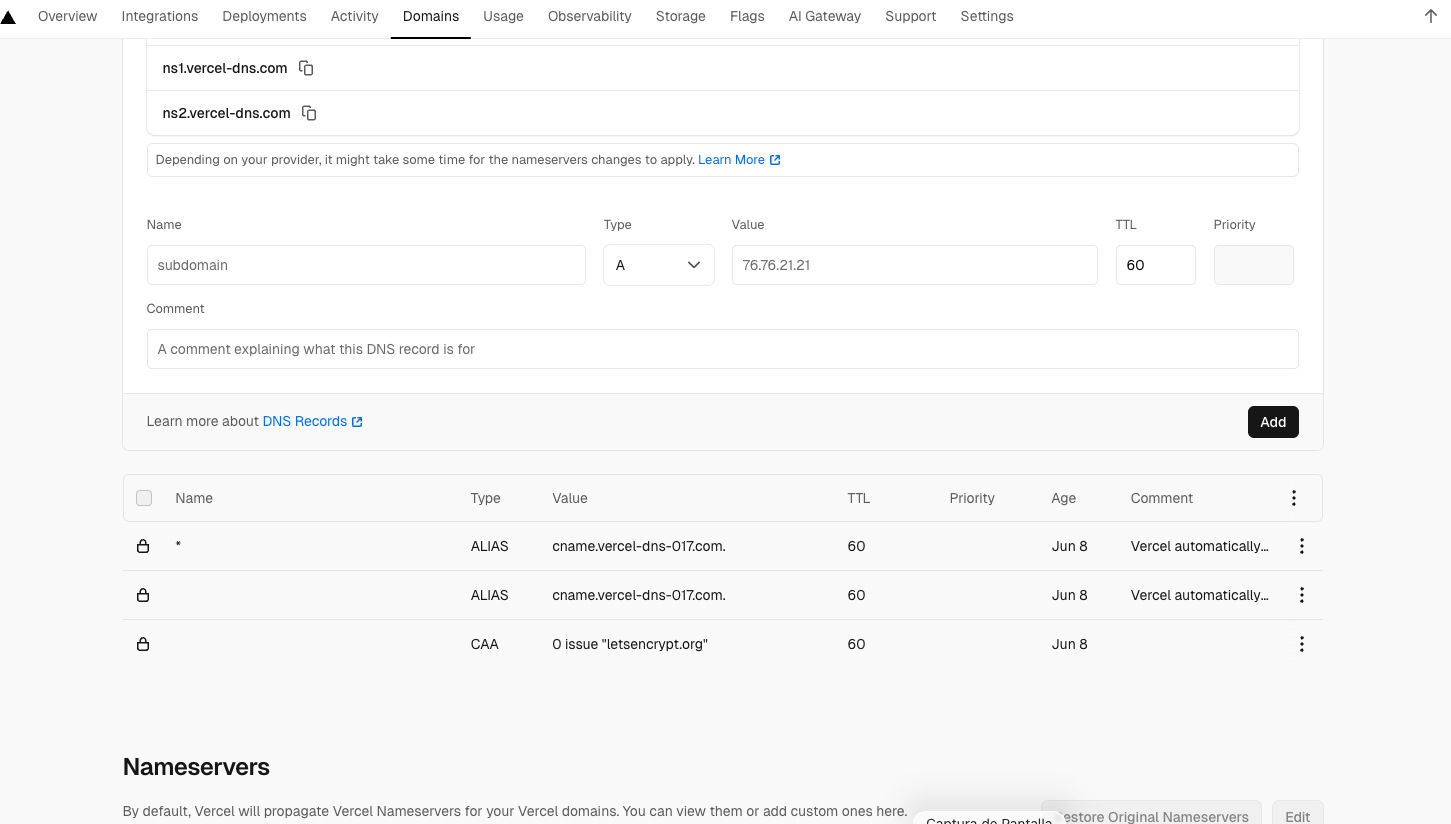 Overview Integrations Deployments Activity Domains Usage Observability Storage Flags AI Gateway Support Settings
ns1.vercel-dns.com
ns2.vercel-dns.com
Depending on your provider, it might take some time for the nameservers changes to apply. Learn More
Name Type Value TTL Priority
subdomain A 76.76.21.21 60
Comment
A comment explaining what this DNS record is for
Learn more about DNS Records Add
Name Type Value TTL Priority Age Comment
* ALIAS cname.vercel-dns-017.com. 60 Jun 8 Vercel automatically...
ALIAS cname.vercel-dns-017.com. 60 Jun 8 Vercel automatically...
CAA 0 issue "letsencrypt.org" 60 Jun 8
Nameservers
By default, Vercel will propagate Vercel Nameservers for your Vercel domains. You can view them or add custom ones here.
Captura de Pantalla estore Original Nameservers Edit